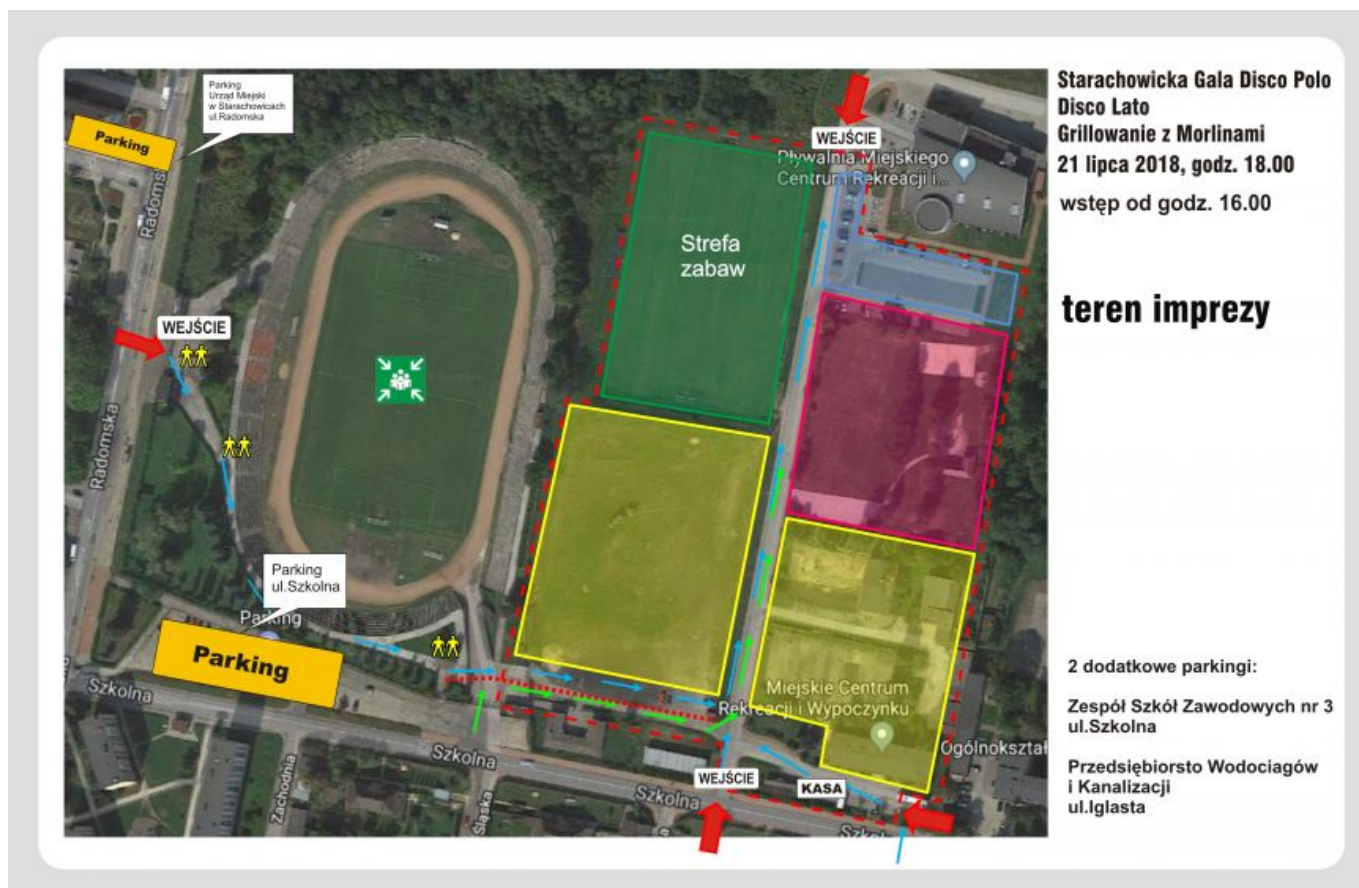 Starachowicka Gala Disco Polo
Disco Lato
Grillowanie z Morlinami
21 lipca 2018, godz. 18.00
wstęp od godz. 16.00
teren imprezy
2 dodatkowe parkingi:
Zespół Szkół Zawodowych nr 3
ul.Szkolna
Przedsiębiorsto Wodociagów
i Kanalizacji
ul.Iglasta
Parking
Urząd Miejski
w Starachowicach
ul.Radomska
Parking
Radomska
WEJŚCIE
Pływalnia Miejskiego
Centrum Rekreacji i...
Strefa
zabaw
WEJŚCIE
Radomska
Parking
ul.Szkolna
Parking
Parking
Szkolna
Miejskie Centrum
Rekreacji i Wypoczynku
Ogólnokształ
Szkolna
Zachodnia
Śląska
WEJŚCIE
KASA
Szkolna